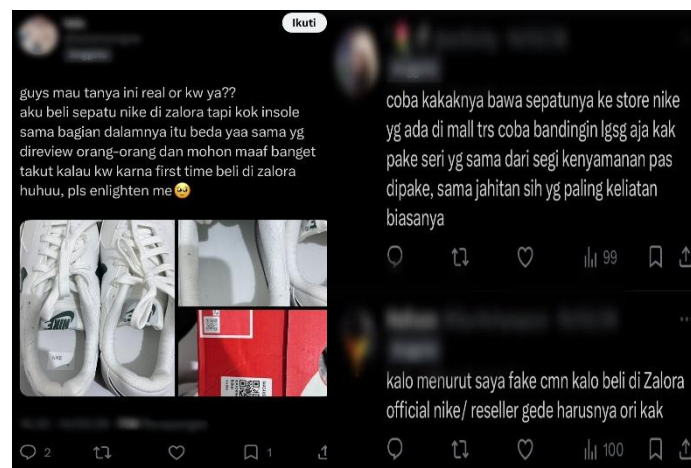 Ikuti
guys mau tanya ini real or kw ya??
aku beli sepatu nike di zalora tapi kok insole
sama bagian dalamnya itu beda yaa sama yg
direview orang-orang dan mohon maaf banget
takut kalau kw karna first time beli di zalora
huhuu, pls enlighten me🥺
NIKE
2
1
coba kakaknya bawa sepatunya ke store nike
yg ada di mall trs coba bandingin lgsg aja kak
pake seri yg sama dari segi kenyamanan pas
dipake, sama jahitan sih yg paling keliatan
biasanya
99
kalo menurut saya fake cmn kalo beli di Zalora
official nike/ reseller gede harusnya ori kak
100